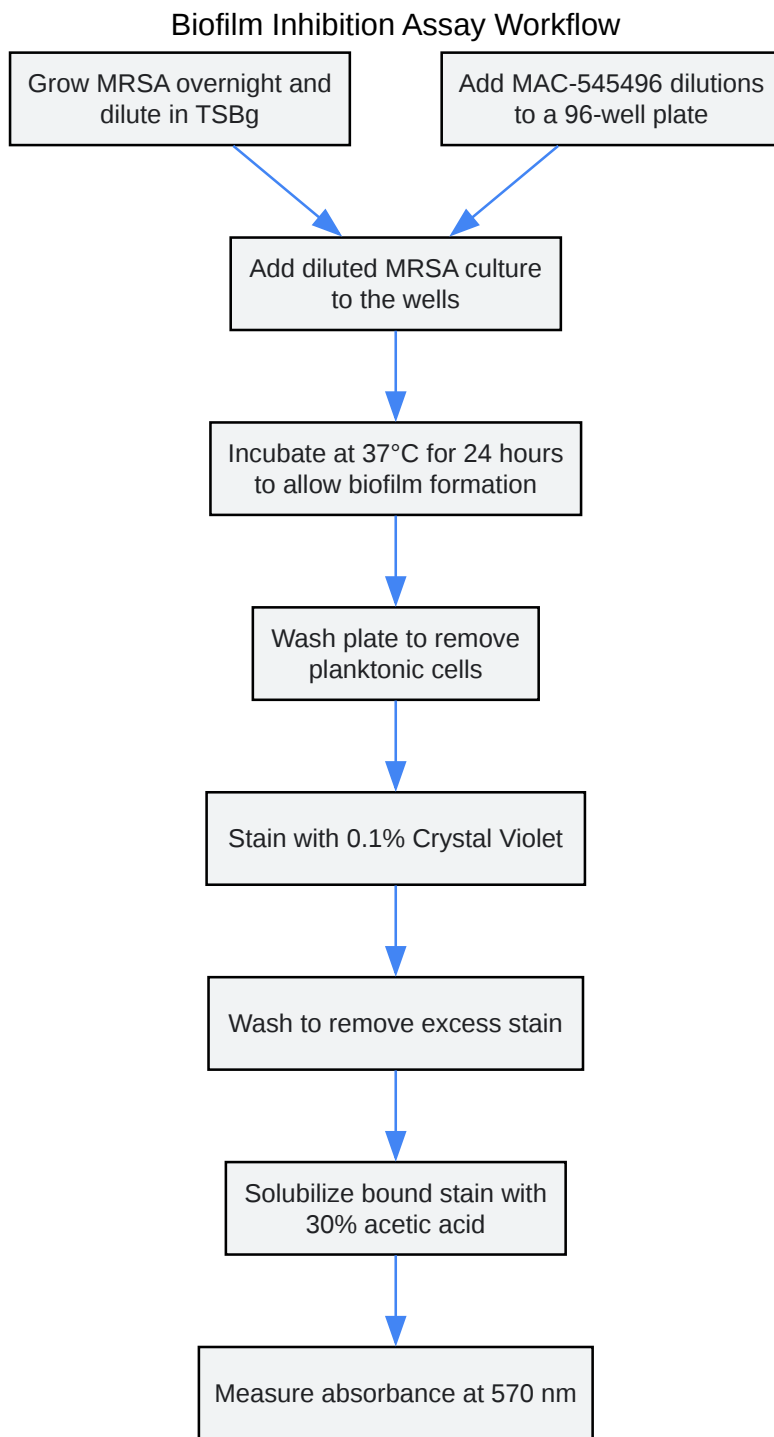 Biofilm Inhibition Assay Workflow
Grow MRSA overnight and
dilute in TSBg
Add MAC-545496 dilutions
to a 96-well plate
Add diluted MRSA culture
to the wells
Incubate at 37°C for 24 hours
to allow biofilm formation
Wash plate to remove
planktonic cells
Stain with 0.1% Crystal Violet
Wash to remove excess stain
Solubilize bound stain with
30% acetic acid
Measure absorbance at 570 nm